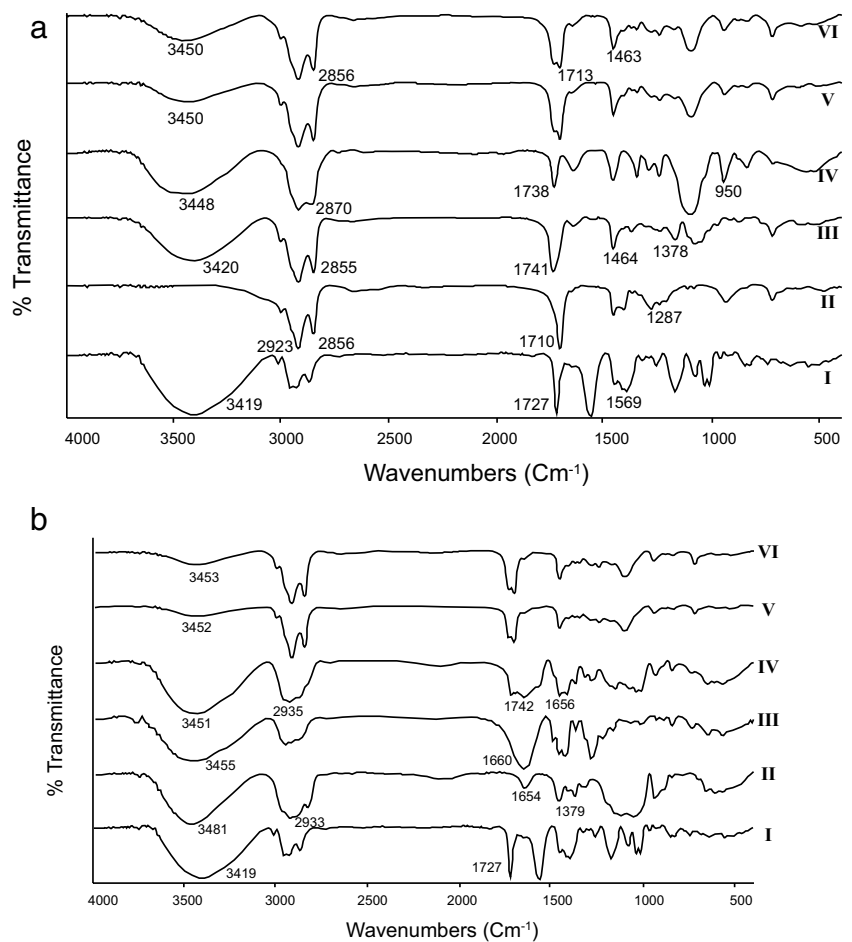 a
VI
3450
2856
1713
1463
V
3450
IV
3448
2870
1738
950
III
3420
2855
1741
1464
1378
II
2923
2856
1710
1287
I
3419
1727
1569
% Transmittance
4000 3500 3000 2500 2000 1500 1000 500
Wavenumbers (Cm-1)
b
VI
3453
V
3452
IV
3451
2935
1742
1656
III
3455
1660
II
3481
2933
1654
1379
I
3419
1727
% Transmittance
4000 3500 3000 2500 2000 1500 1000 500
Wavenumbers (Cm-1)